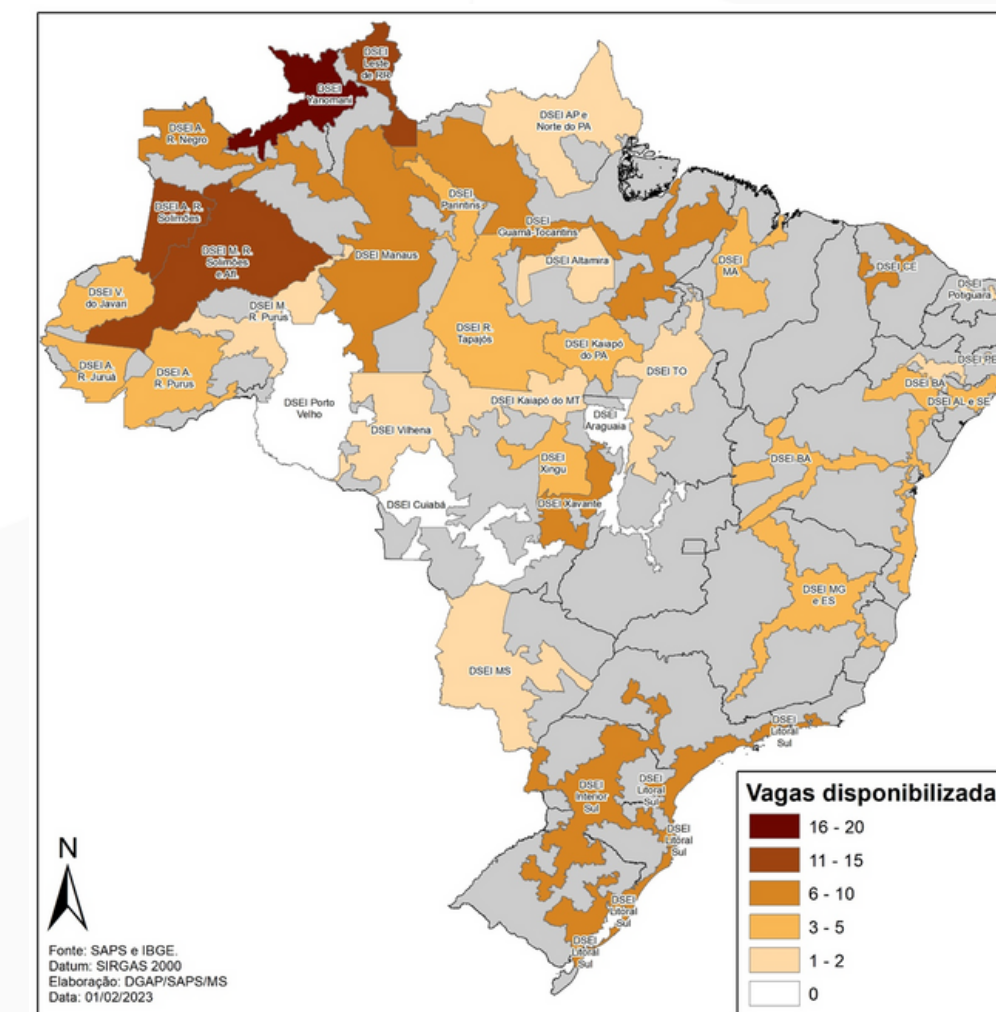 DSEI
Leste
de RR
DSEI
Yanomami
DSEI AP e
Norte do PA
DSEI A.
R. Negro
DSEI
Parintins
DSEI A. R.
Solimões
DSEI
Guamá-Tocantins
DSEI M. R.
Solimões
e Afl.
DSEI Manaus
DSEI Altamira
DSEI
MA
DSEI CE
DSEI
Potiguara
DSEI V.
do Javari
DSEI M.
R. Purus
DSEI R.
Tapajós
DSEI Kaiapó
do PA
DSEI PE
DSEI A.
R. Juruá
DSEI A.
R. Purus
DSEI TO
DSEI BA
DSEI AL e SE
DSEI Porto
Velho
DSEI Kaiapó do MT
DSEI
Araguaia
DSEI Vilhena
DSEI
Xingu
DSEI BA
DSEI Cuiabá
DSEI Xavante
DSEI MG
e ES
DSEI MS
DSEI
Litoral
Sul
DSEI
Interior
Sul
DSEI
Litoral
Sul
DSEI
Litoral
Sul
DSEI
Litoral
Sul
DSEI
Litoral
Sul
Vagas disponibilizada
16 - 20
11 - 15
6 - 10
3 - 5
1 - 2
0
N
Fonte: SAPS e IBGE.
Datum: SIRGAS 2000
Elaboração: DGAP/SAPS/MS
Data: 01/02/2023